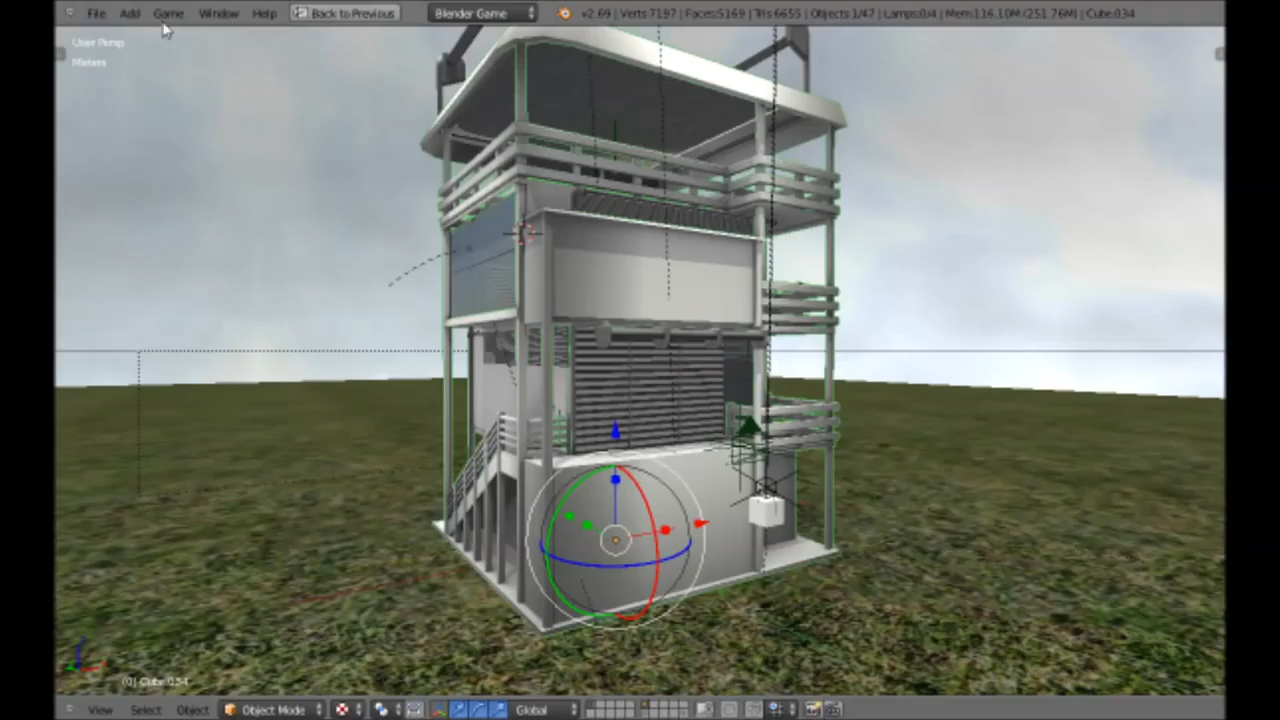 File Add Game Window Help Back to Previous Blender Game v2.69 | Verts:7197 | Faces:5169 | Tris:6655 | Objects:1/47 | Lamps:0/4 | Mem:116.10M (251.76M) | Cube.034
User Persp
Meters
(0) Cube.034
View Select Object Object Mode Global